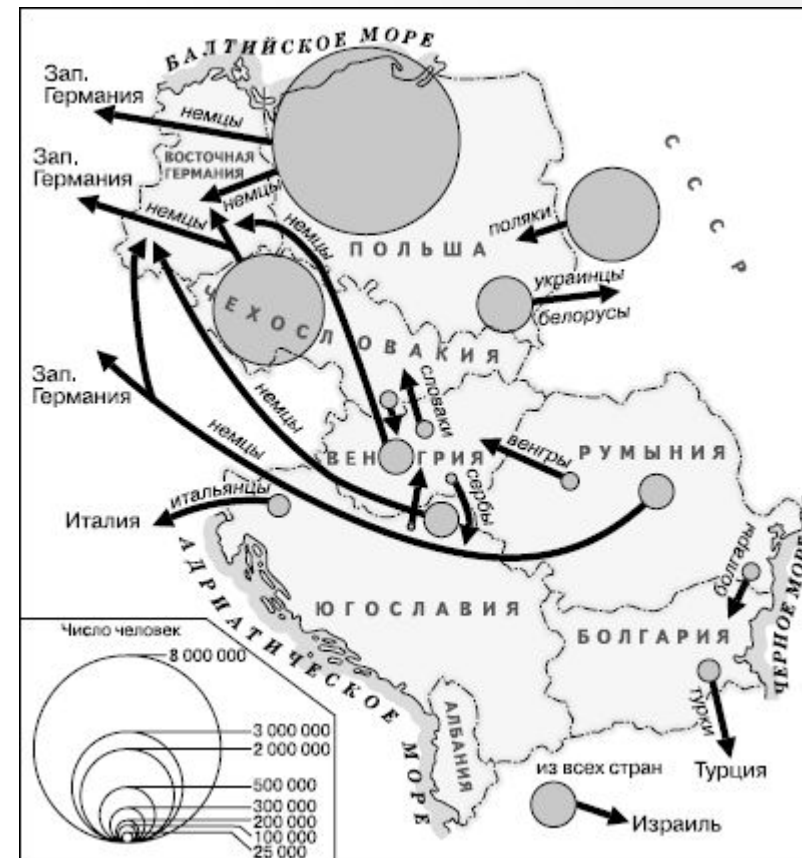 БАЛТИЙСКОЕ МОРЕ
Зап.
Германия
немцы
ВОСТОЧНАЯ
ГЕРМАНИЯ
Зап.
Германия
немцы
немцы
немцы
ПОЛЬША
СССР
поляки
украинцы
белорусы
ЧЕХОСЛОВАКИЯ
Зап.
Германия
немцы
немцы
словаки
ВЕНГРИЯ
венгры
РУМЫНИЯ
сербы
итальянцы
Италия
АДРИАТИЧЕСКОЕ МОРЕ
ЮГОСЛАВИЯ
болгары
БОЛГАРИЯ
ЧЕРНОЕ МОРЕ
турки
Турция
АЛБАНИЯ
из всех стран
Израиль
Число человек
8 000 000
3 000 000
2 000 000
500 000
300 000
200 000
100 000
25 000